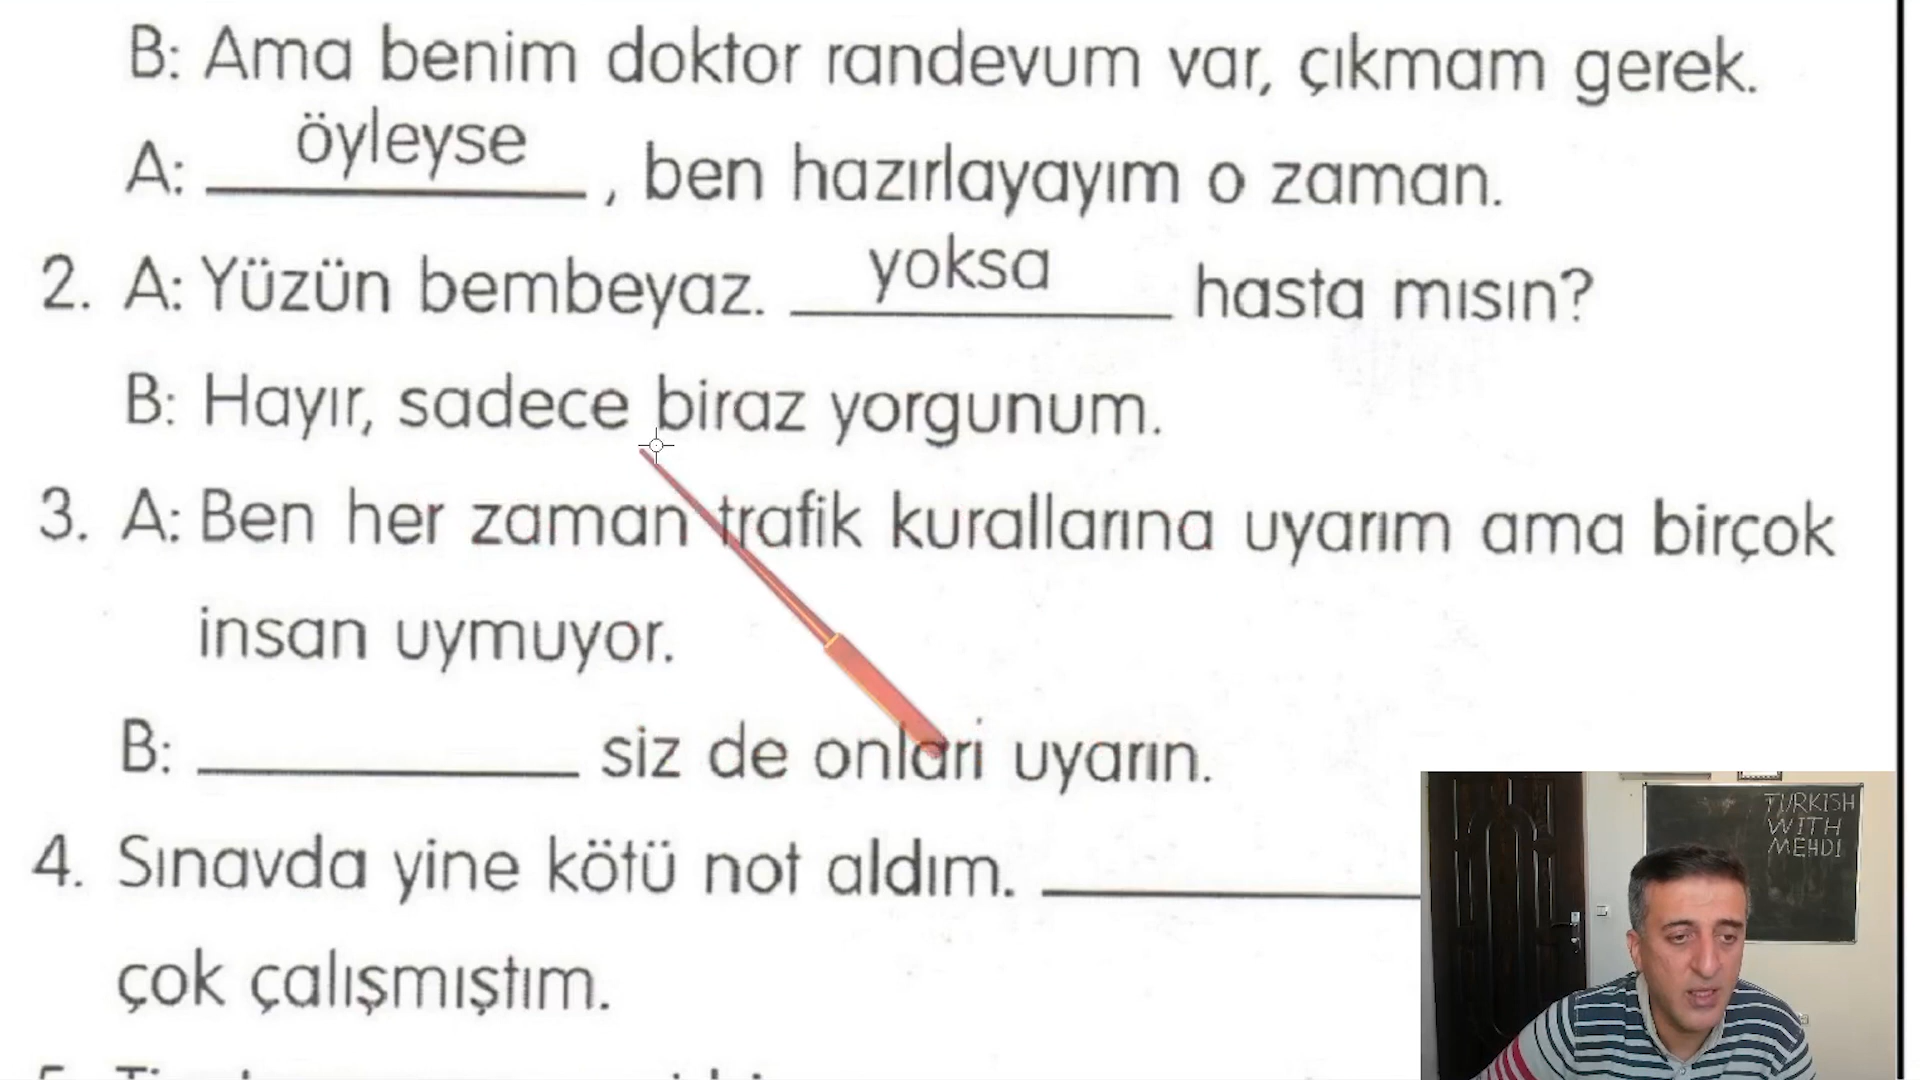 B: Ama benim doktor randevum var, çıkmam gerek.
A: öyleyse , ben hazırlayayım o zaman.
2. A: Yüzün bembeyaz. yoksa hasta mısın?
B: Hayır, sadece biraz yorgunum.
3. A: Ben her zaman trafik kurallarına uyarım ama birçok
insan uymuyor.
B: siz de onlari uyarın.
4. Sınavda yine kötü not aldım.
çok çalışmıştım.
TURKISH
WITH
MEHDI